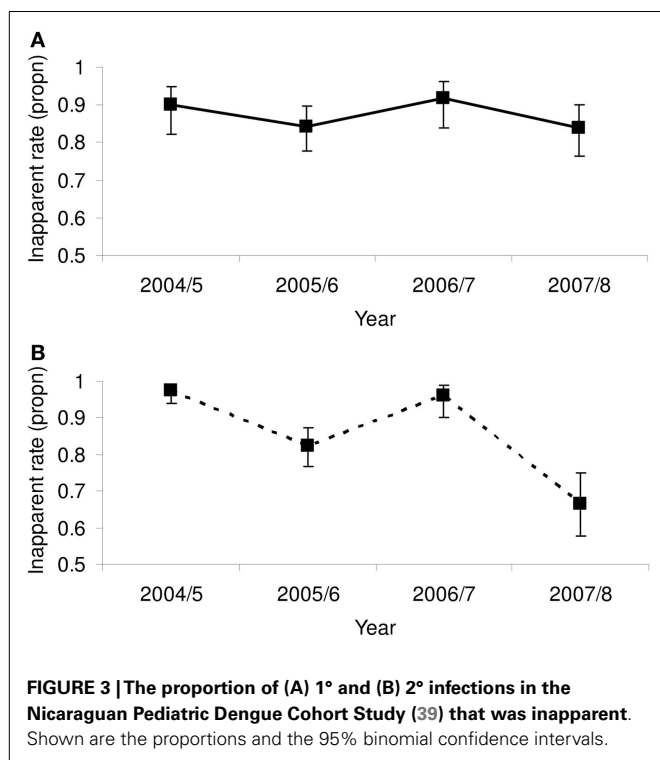 A
Inapparent rate (propn)
1
0.9
0.8
0.7
0.6
0.5
2004/5 2005/6 2006/7 2007/8
Year
B
Inapparent rate (propn)
1
0.9
0.8
0.7
0.6
0.5
2004/5 2005/6 2006/7 2007/8
Year
FIGURE 3 | The proportion of (A) 1° and (B) 2° infections in the
Nicaraguan Pediatric Dengue Cohort Study (39) that was inapparent.
Shown are the proportions and the 95% binomial confidence intervals.